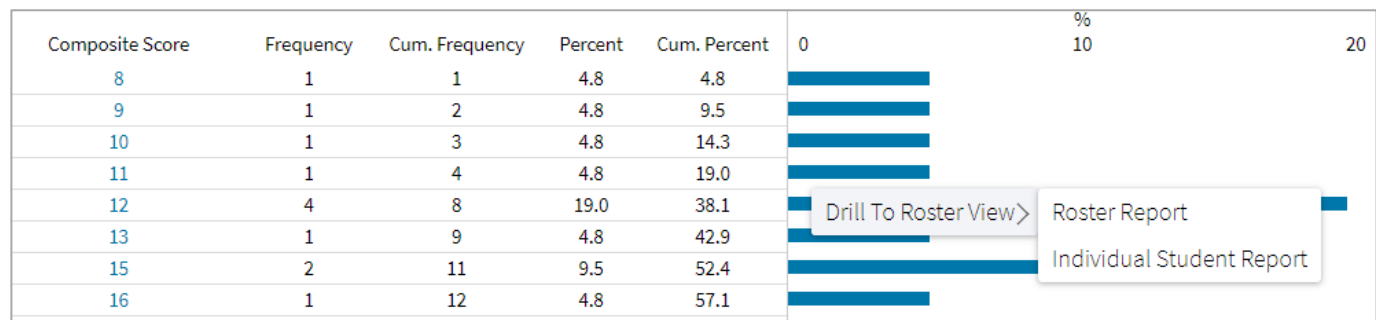 %
Composite Score Frequency Cum. Frequency Percent Cum. Percent 0 10 20
8 1 1 4.8 4.8
9 1 2 4.8 9.5
10 1 3 4.8 14.3
11 1 4 4.8 19.0
12 4 8 19.0 38.1
Drill To Roster View Roster Report
13 1 9 4.8 42.9
Individual Student Report
15 2 11 9.5 52.4
16 1 12 4.8 57.1